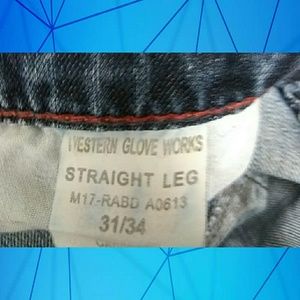 WESTERN GLOVE WORKS
STRAIGHT LEG
M17-RABD A0613
31/34